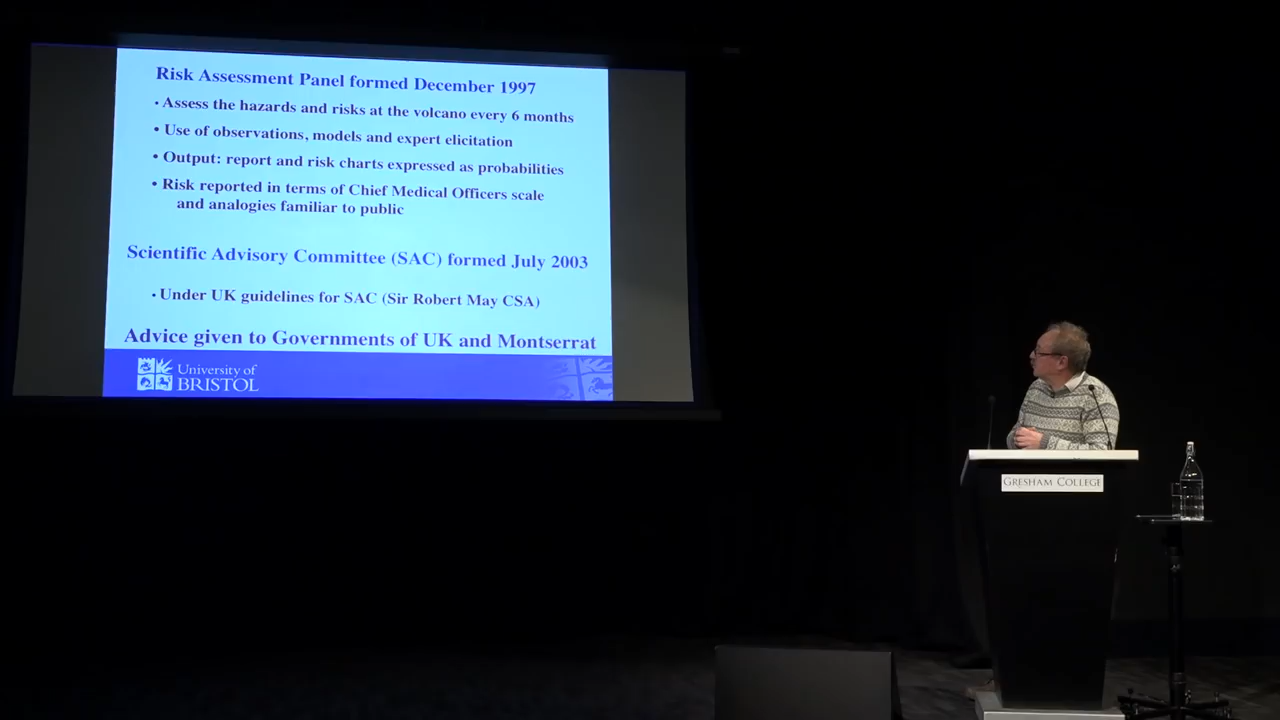 Risk Assessment Panel formed December 1997
• Assess the hazards and risks at the volcano every 6 months
• Use of observations, models and expert elicitation
• Output: report and risk charts expressed as probabilities
• Risk reported in terms of Chief Medical Officers scale
and analogies familiar to public
Scientific Advisory Committee (SAC) formed July 2003
• Under UK guidelines for SAC (Sir Robert May CSA)
Advice given to Governments of UK and Montserrat
University of
BRISTOL
GRESHAM COLLEGE